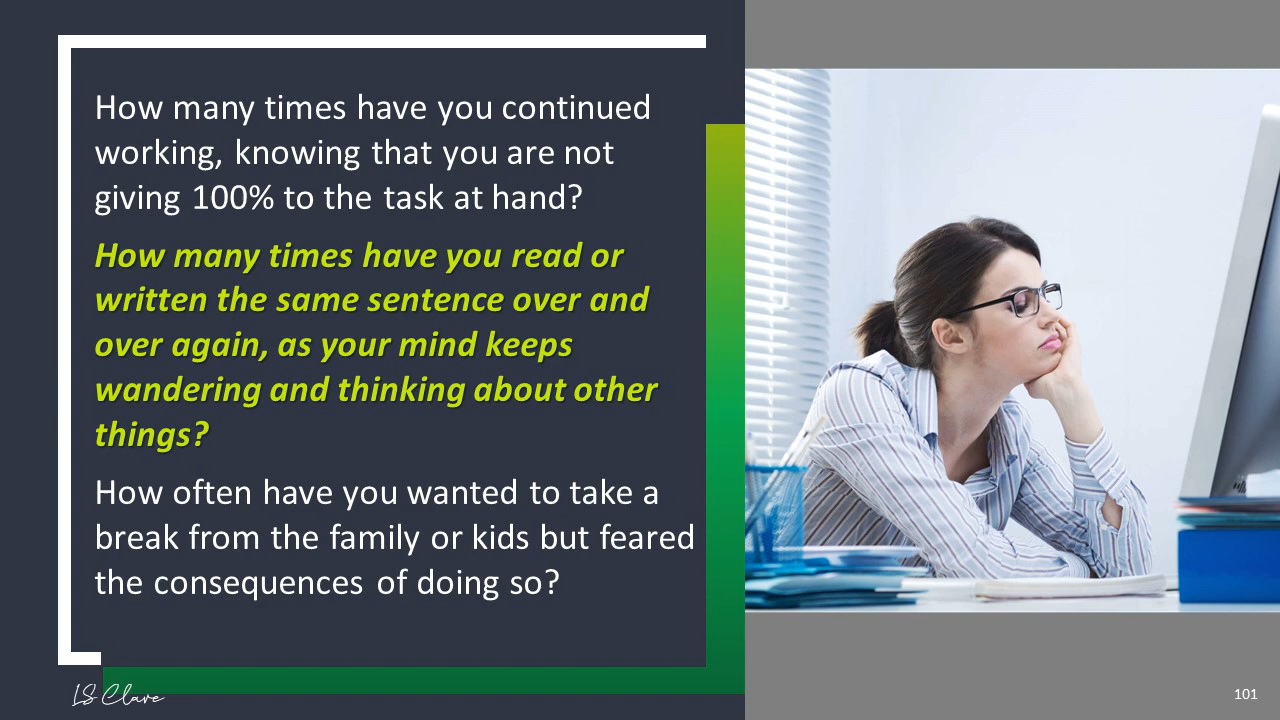 How many times have you continued
working, knowing that you are not
giving 100% to the task at hand?
How many times have you read or
written the same sentence over and
over again, as your mind keeps
wandering and thinking about other
things?
How often have you wanted to take a
break from the family or kids but feared
the consequences of doing so?
LS Clave
101